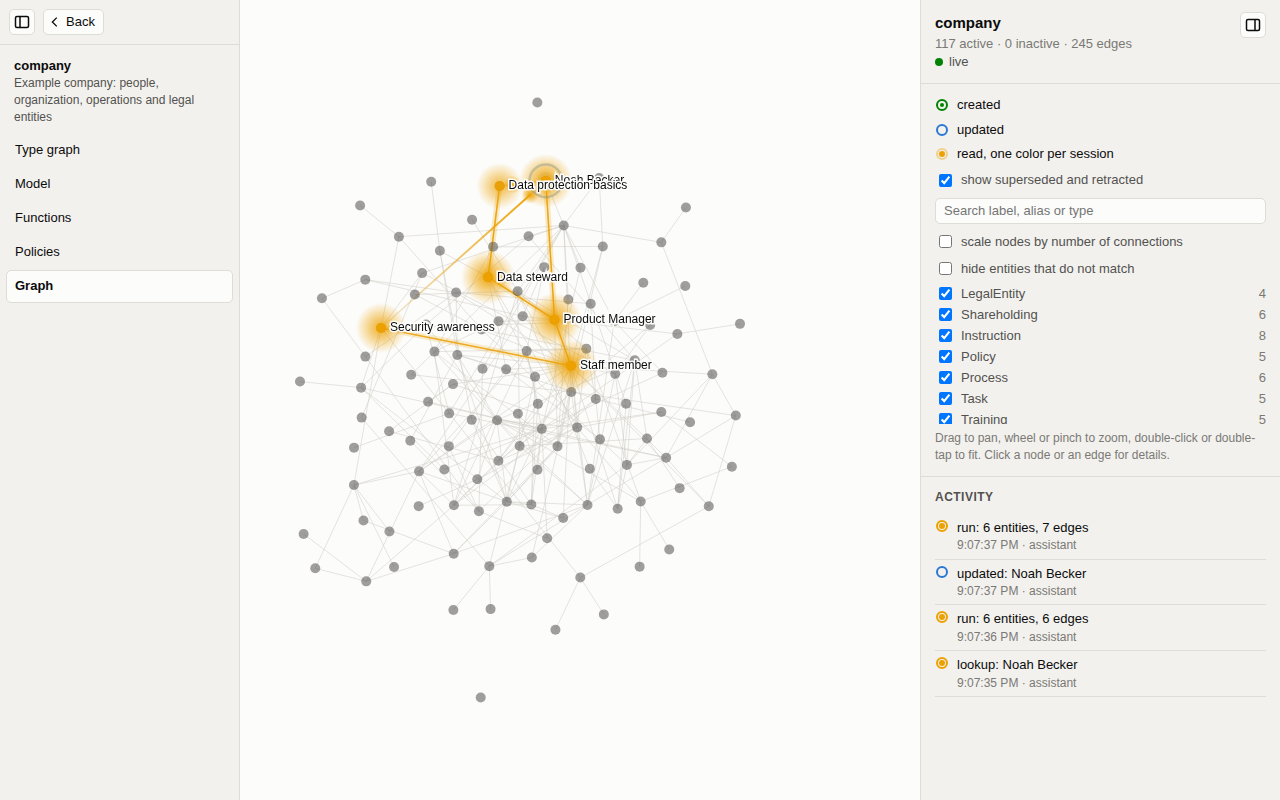 Back
company
Example company: people,
organization, operations and legal
entities
Type graph
Model
Functions
Policies
Graph
Noah Becker
Data protection basics
Data steward
Product Manager
Security awareness
Staff member
company
117 active · 0 inactive · 245 edges
live
created
updated
read, one color per session
show superseded and retracted
Search label, alias or type
scale nodes by number of connections
hide entities that do not match
LegalEntity 4
Shareholding 6
Instruction 8
Policy 5
Process 6
Task 5
Training 5
Drag to pan, wheel or pinch to zoom, double-click or double-
tap to fit. Click a node or an edge for details.
ACTIVITY
run: 6 entities, 7 edges
9:07:37 PM · assistant
updated: Noah Becker
9:07:37 PM · assistant
run: 6 entities, 6 edges
9:07:36 PM · assistant
lookup: Noah Becker
9:07:35 PM · assistant